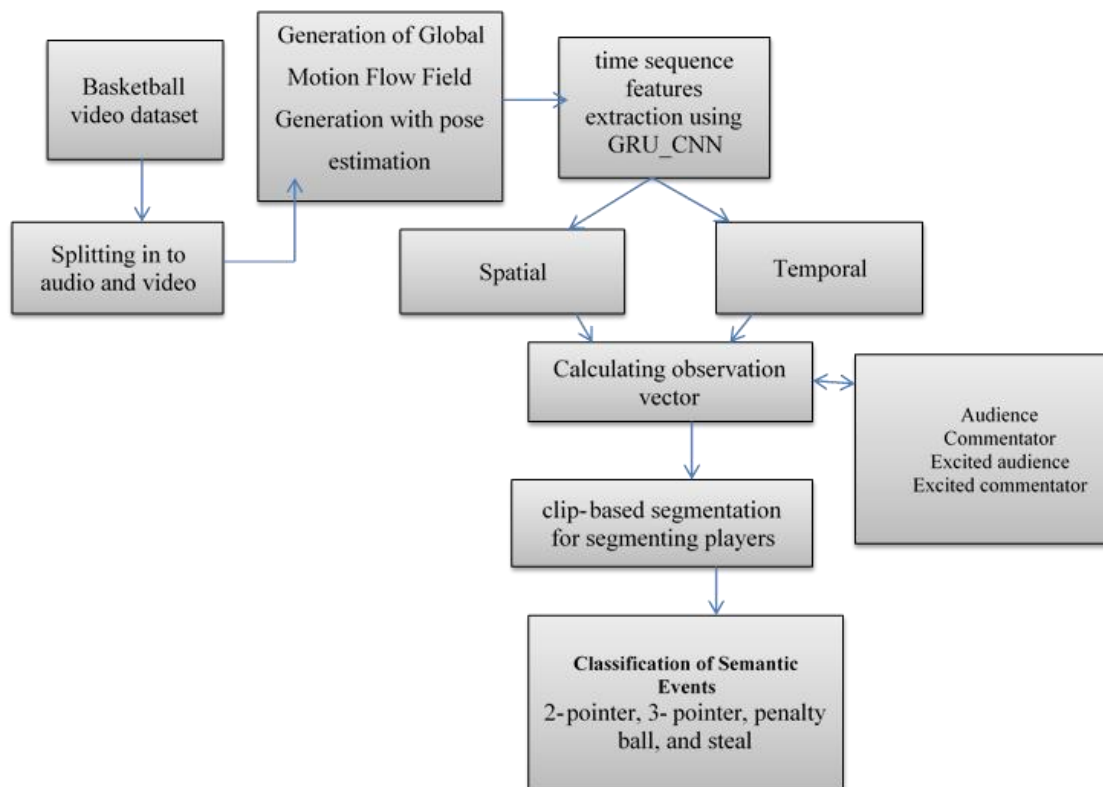 Basketball
video dataset
Splitting in to
audio and video
Generation of Global
Motion Flow Field
Generation with pose
estimation
time sequence
features
extraction using
GRU_CNN
Spatial
Temporal
Calculating observation
vector
Audience
Commentator
Excited audience
Excited commentator
clip-based segmentation
for segmenting players
Classification of Semantic
Events
2-pointer, 3- pointer, penalty
ball, and steal